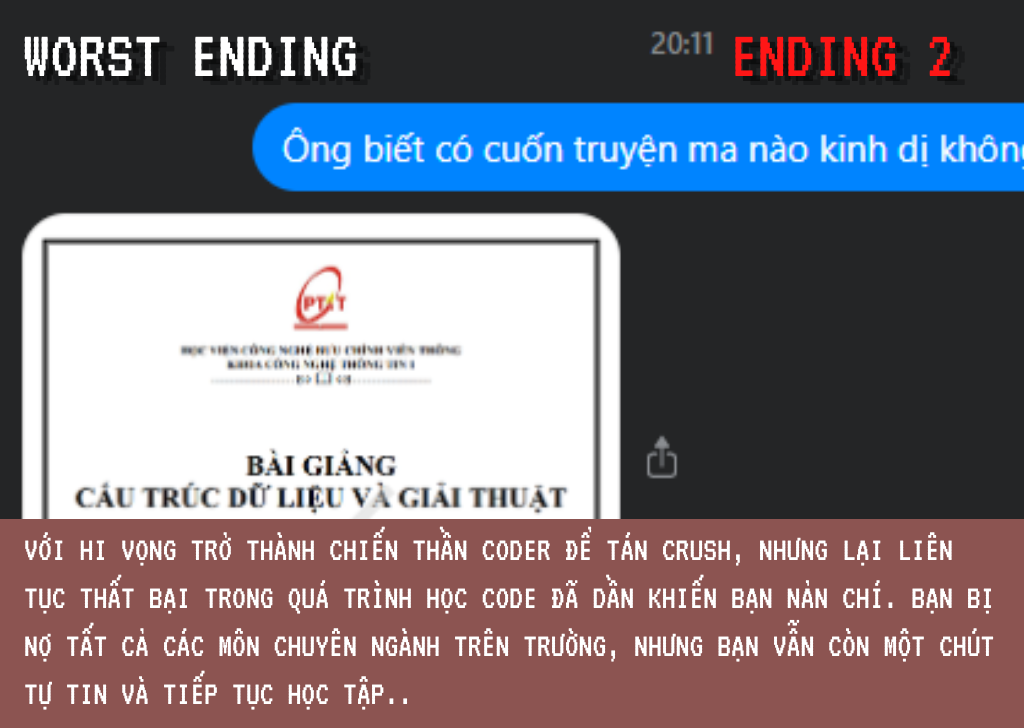 WORST ENDING
20:11
ENDING 2
Ông biết có cuốn truyện ma nào kinh dị không
PTIT
HỌC VIỆN CÔNG NGHỆ BƯU CHÍNH VIỄN THÔNG
KHOA CÔNG NGHỆ THÔNG TIN 1
BÀI GIẢNG
CẤU TRÚC DỮ LIỆU VÀ GIẢI THUẬT
VỚI HI VỌNG TRỞ THÀNH CHIẾN THẦN CODER ĐỂ TÁN CRUSH, NHƯNG LẠI LIÊN
TỤC THẤT BẠI TRONG QUÁ TRÌNH HỌC CODE ĐÃ DẦN KHIẾN BẠN NẢN CHÍ. BẠN BỊ
NỢ TẤT CẢ CÁC MÔN CHUYÊN NGÀNH TRÊN TRƯỜNG, NHƯNG BẠN VẪN CÒN MỘT CHÚT
TỰ TIN VÀ TIẾP TỤC HỌC TẬP..